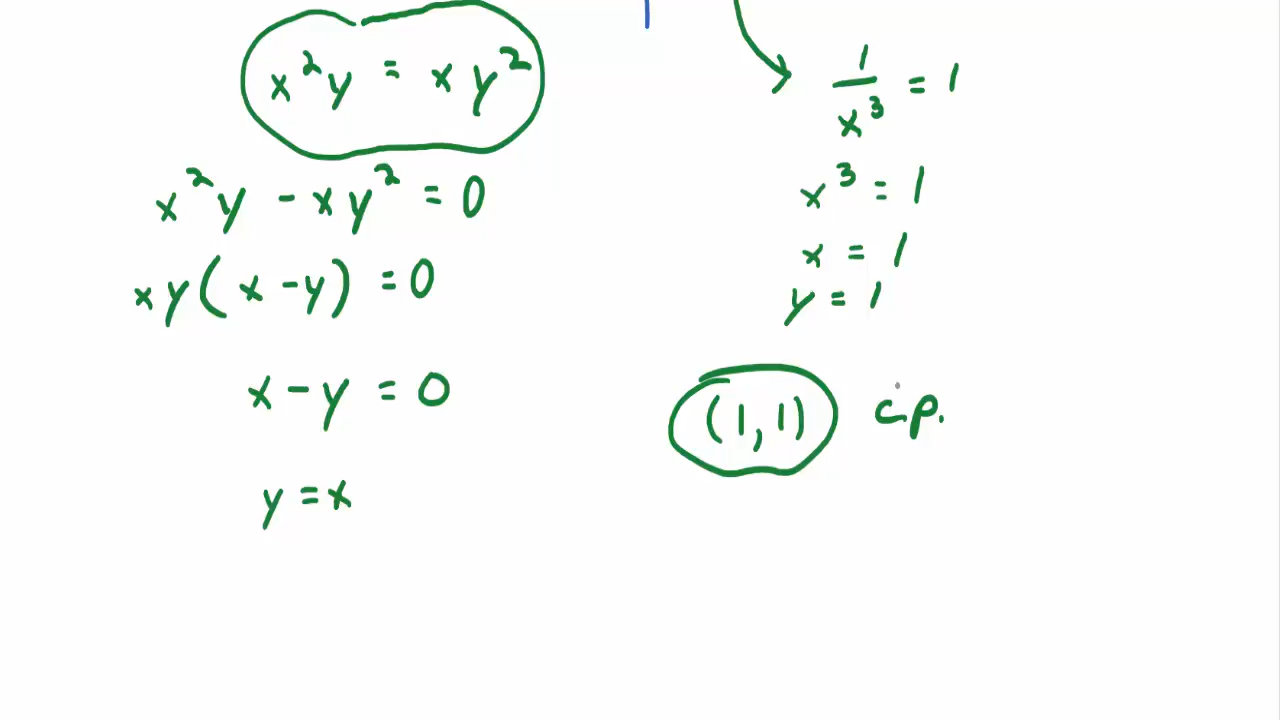 x²y = xy²
x²y - xy² = 0
xy(x - y) = 0
x - y = 0
y = x
1/x³ = 1
x³ = 1
x = 1
y = 1
(1, 1) c.p.